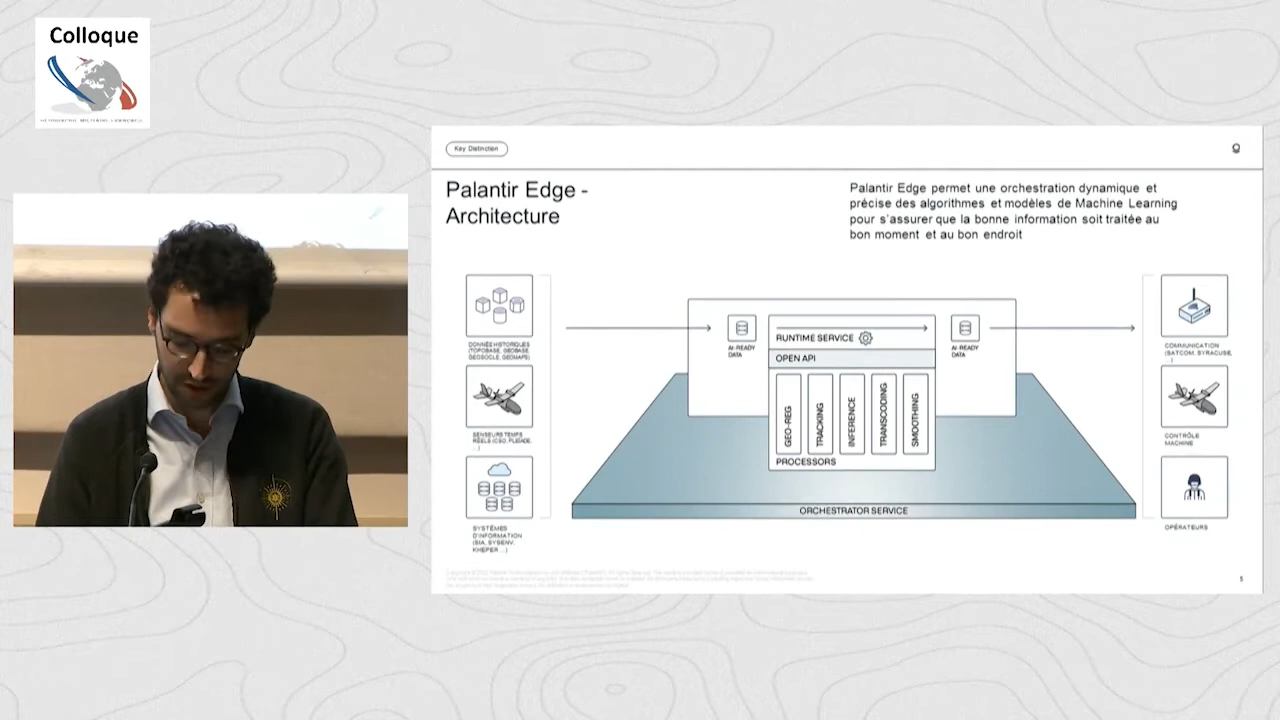 Colloque
Key Distinction
Palantir Edge -
Architecture
Palantir Edge permet une orchestration dynamique et
précise des algorithmes et modèles de Machine Learning
pour s'assurer que la bonne information soit traitée au
bon moment et au bon endroit
DONNÉES HISTORIQUES
(TOPOBASE, GEOBASE,
GEOSOCLE, GEOMAPS)
SENSEURS TEMPS
RÉELS (CSO, PLEIADE,
...)
SYSTÈMES
D'INFORMATION
(SIA, SYSENV,
KHEPER ...)
AI-READY
DATA
RUNTIME SERVICE
OPEN API
GEO-REG
TRACKING
INFERENCE
TRANSCODING
SMOOTHING
PROCESSORS
AI-READY
DATA
ORCHESTRATOR SERVICE
COMMUNICATION
(SATCOM, SYRACUSE,
...)
CONTRÔLE
MACHINE
OPÉRATEURS
5